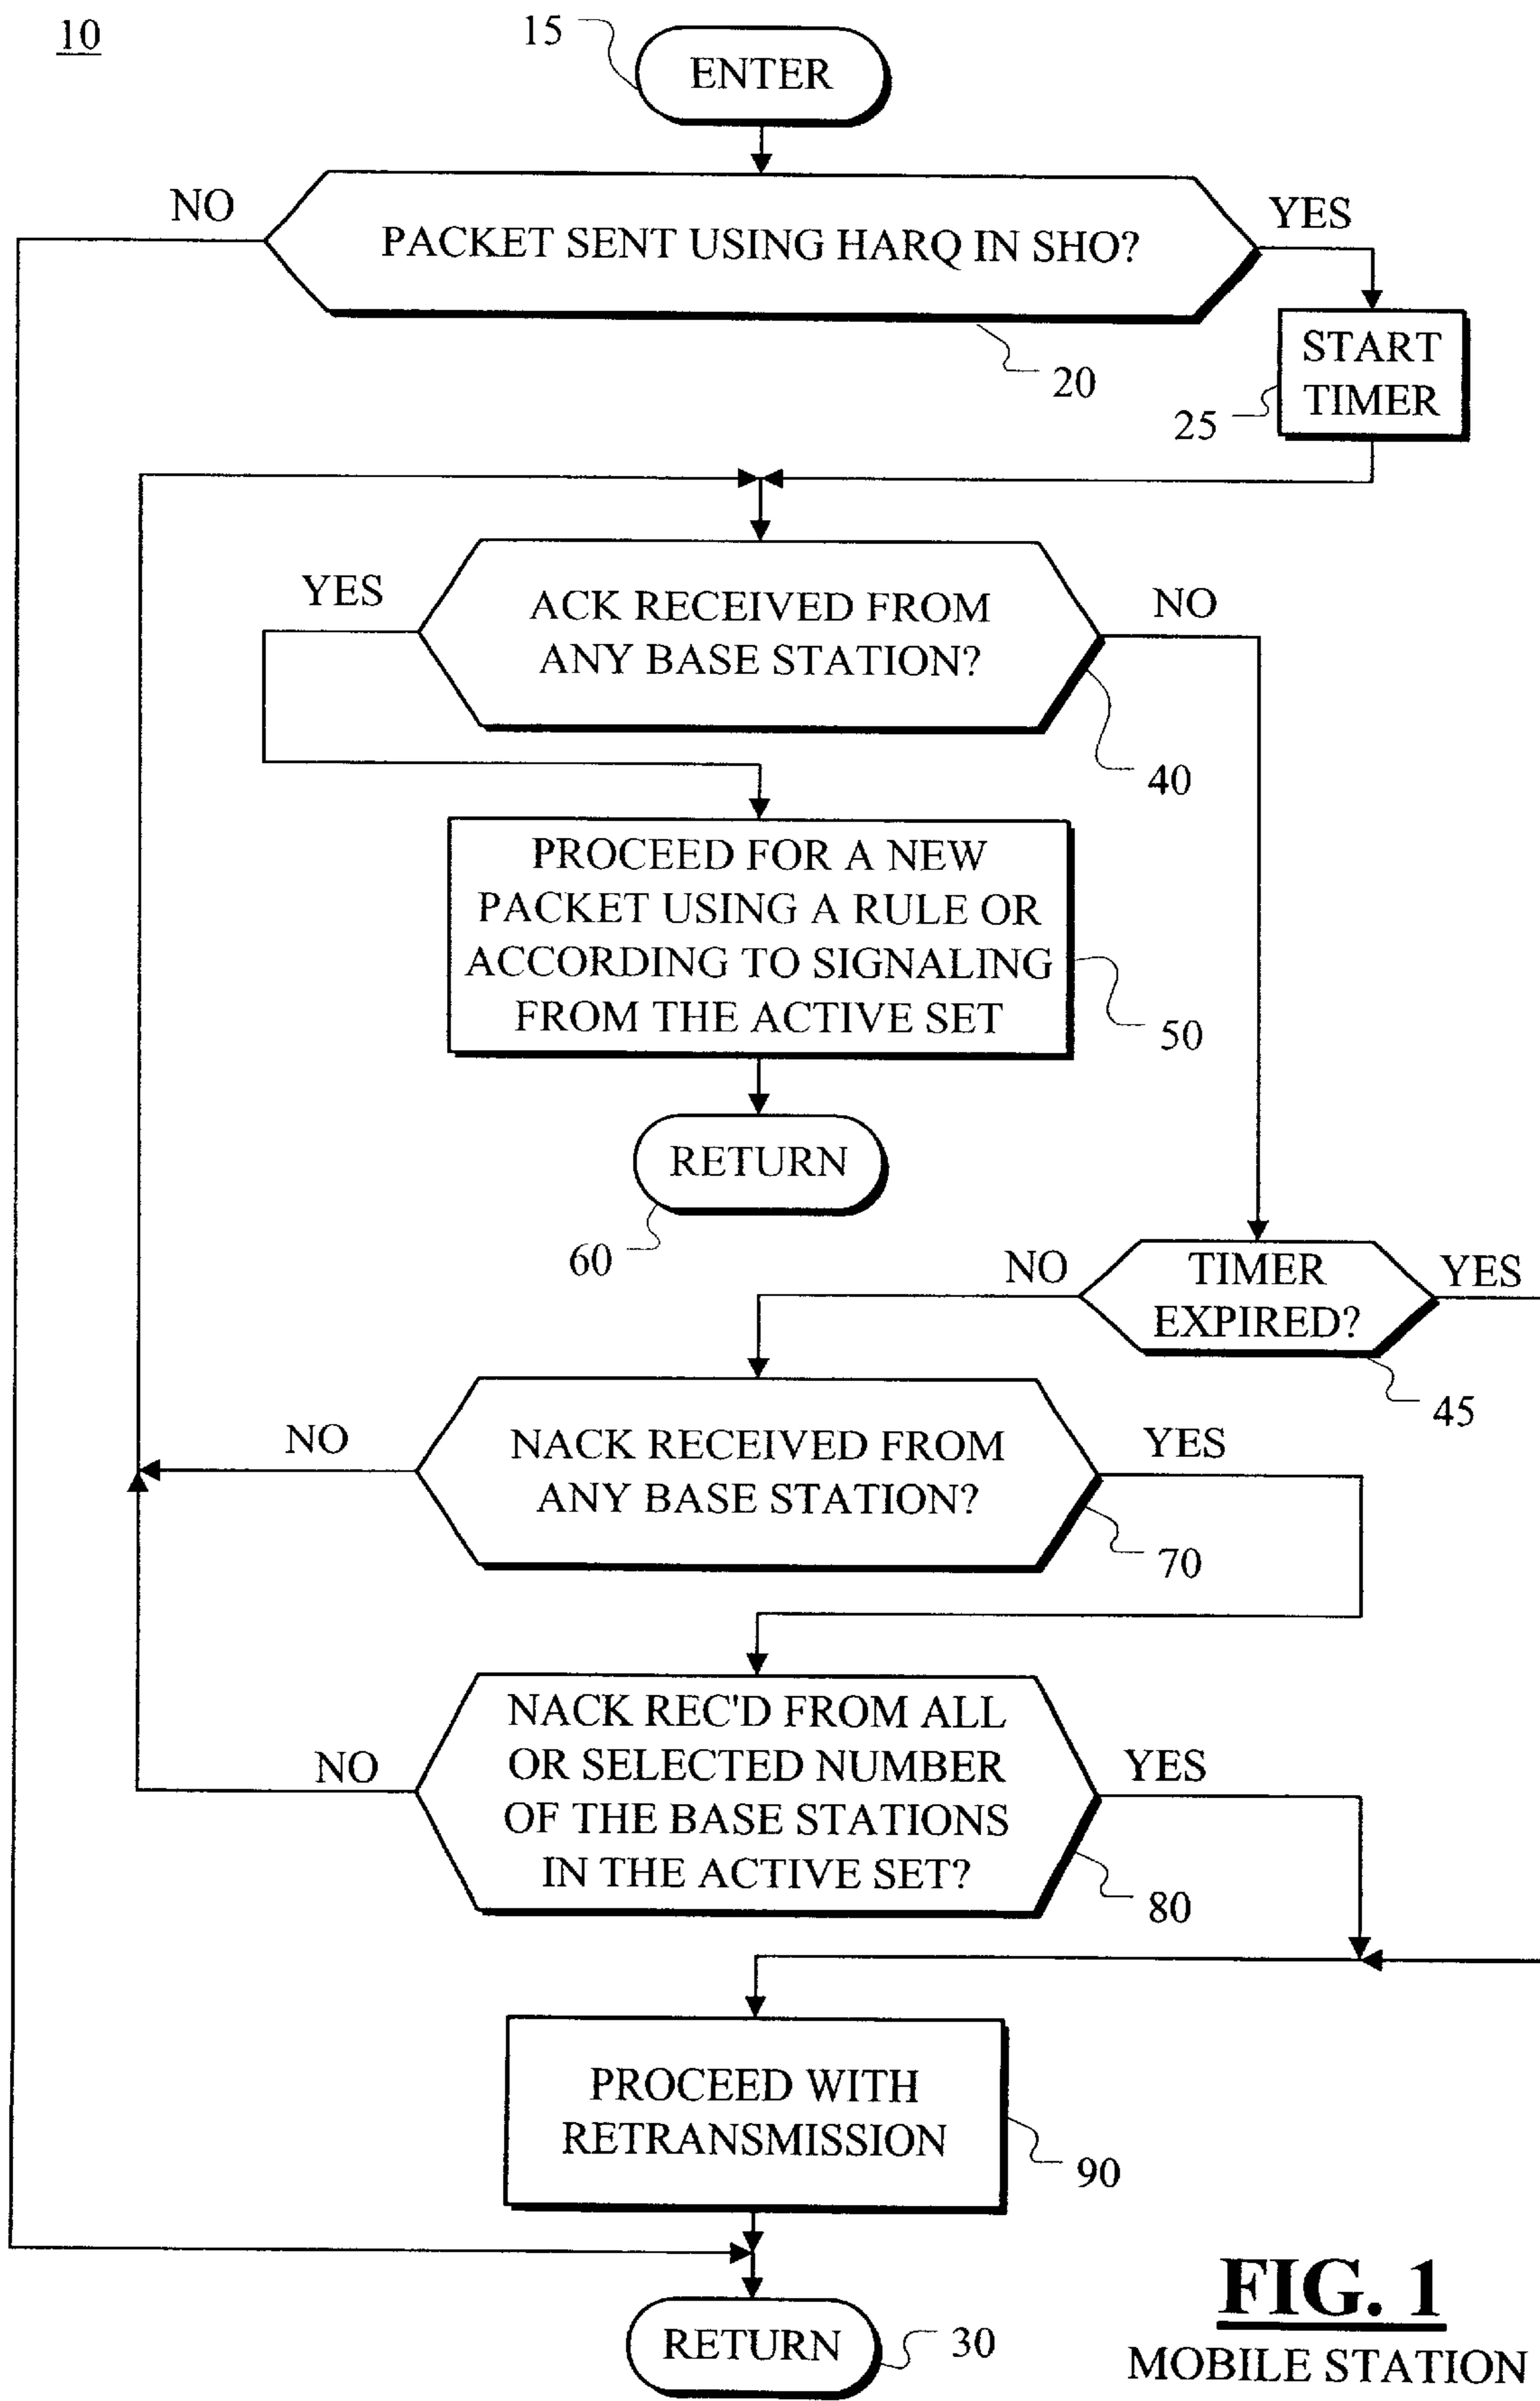 10
15
ENTER
NO
YES
PACKET SENT USING HARQ IN SHO?
20
START
TIMER
25
YES
NO
ACK RECEIVED FROM
ANY BASE STATION?
40
PROCEED FOR A NEW
PACKET USING A RULE OR
ACCORDING TO SIGNALING
FROM THE ACTIVE SET
50
RETURN
60
NO
TIMER
EXPIRED?
YES
45
NO
NACK RECEIVED FROM
ANY BASE STATION?
YES
70
NACK REC'D FROM ALL
OR SELECTED NUMBER
OF THE BASE STATIONS
IN THE ACTIVE SET?
NO
YES
80
PROCEED WITH
RETRANSMISSION
90
RETURN
30
FIG. 1
MOBILE STATION